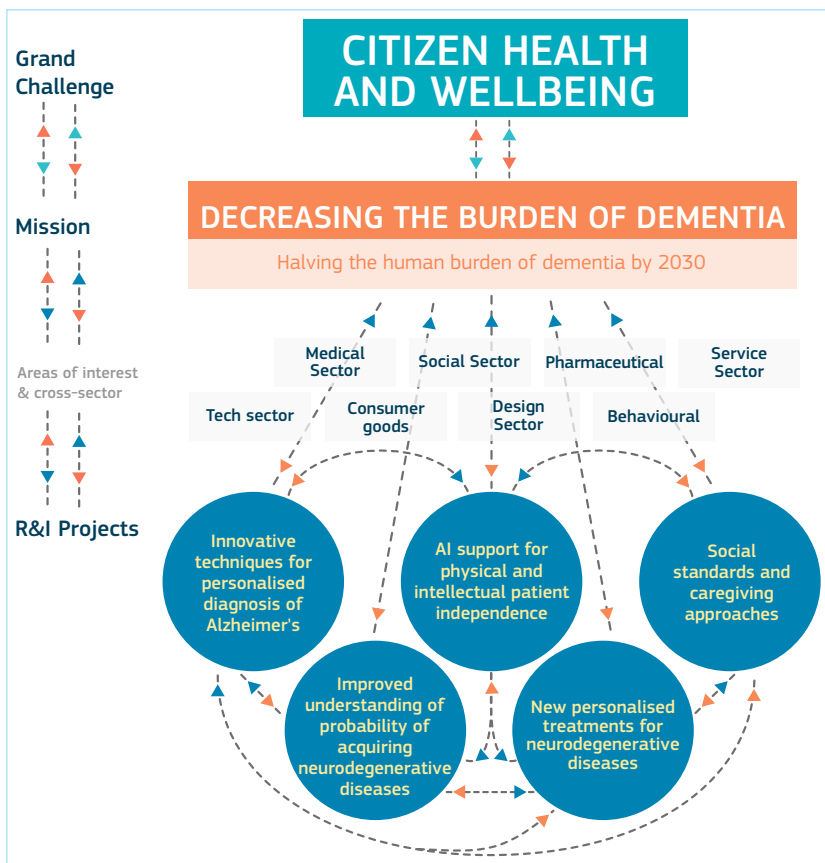 Grand
Challenge
CITIZEN HEALTH
AND WELLBEING
Mission
DECREASING THE BURDEN OF DEMENTIA
Halving the human burden of dementia by 2030
Areas of interest
& cross-sector
Medical
Sector
Social Sector
Pharmaceutical
Service
Sector
Tech sector
Consumer
goods
Design
Sector
Behavioural
R&I Projects
Innovative
techniques for
personalised
diagnosis of
Alzheimer's
AI support for
physical and
intellectual patient
independence
Social
standards and
caregiving
approaches
Improved
understanding of
probability of
acquiring
neurodegenerative
diseases
New personalised
treatments for
neurodegenerative
diseases